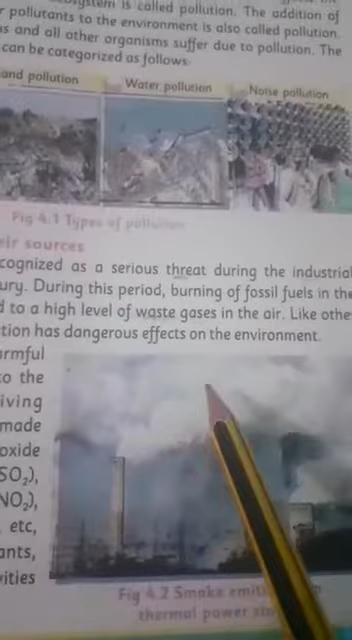 system is called pollution. The addition of
pollutants to the environment is also called pollution.
and all other organisms suffer due to pollution. The
can be categorized as follows:
and pollution Water pollution Noise pollution
Fig 4.1 Types of pollution
eir sources
cognized as a serious threat during the industrial
ury. During this period, burning of fossil fuels in the
d to a high level of waste gases in the air. Like othe
tion has dangerous effects on the environment.
armful
to the
iving
made
oxide
SO₂),
NO₂),
etc,
ants,
vities
Fig 4.2 Smoke
thermal power